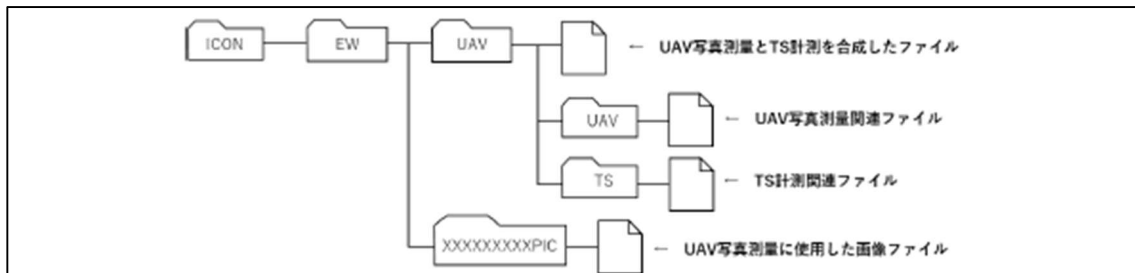 ICON
EW
UAV
← UAV写真測量とTS計測を合成したファイル
UAV
← UAV写真測量関連ファイル
TS
← TS計測関連ファイル
XXXXXXXXXPIC
← UAV写真測量に使用した画像ファイル